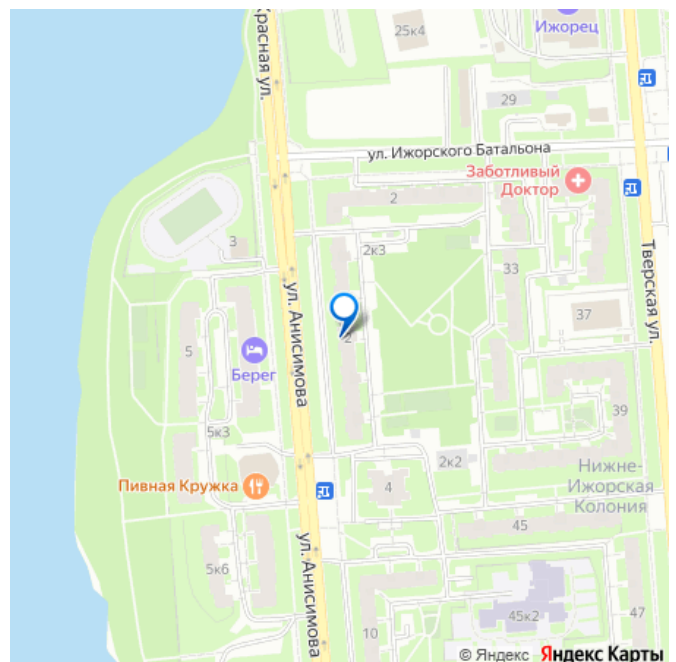 25к4
Ижорец
Красная ул.
29
ул. Ижорского Батальона
Заботливый
Доктор
2
3
2к3
33
Тверская ул.
ул. Анисимова
37
2
5
Берег
39
5к3
2к2
Нижне-
Ижорская
Колония
Пивная Кружка
4
45
ул. Анисимова
5к6
45к2
47
10
© Яндекс Яндекс Карты